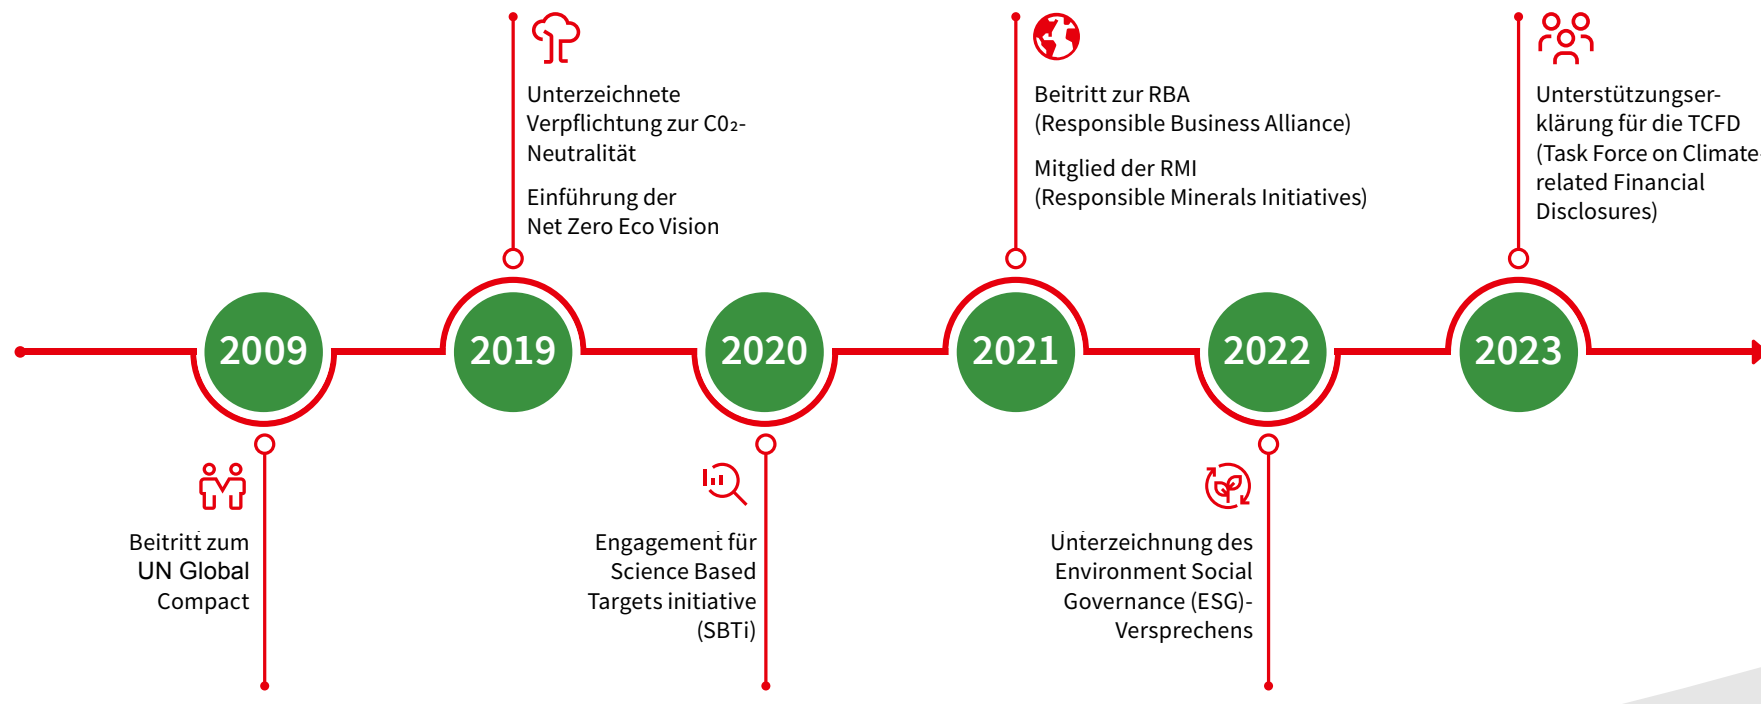 Unterzeichnete
Verpflichtung zur C0₂-
Neutralität
Einführung der
Net Zero Eco Vision
Beitritt zur RBA
(Responsible Business Alliance)
Mitglied der RMI
(Responsible Minerals Initiatives)
Unterstützungser-
klärung für die TCFD
(Task Force on Climate-
related Financial
Disclosures)
2009
2019
2020
2021
2022
2023
Beitritt zum
UN Global
Compact
Engagement für
Science Based
Targets initiative
(SBTi)
Unterzeichnung des
Environment Social
Governance (ESG)-
Versprechens